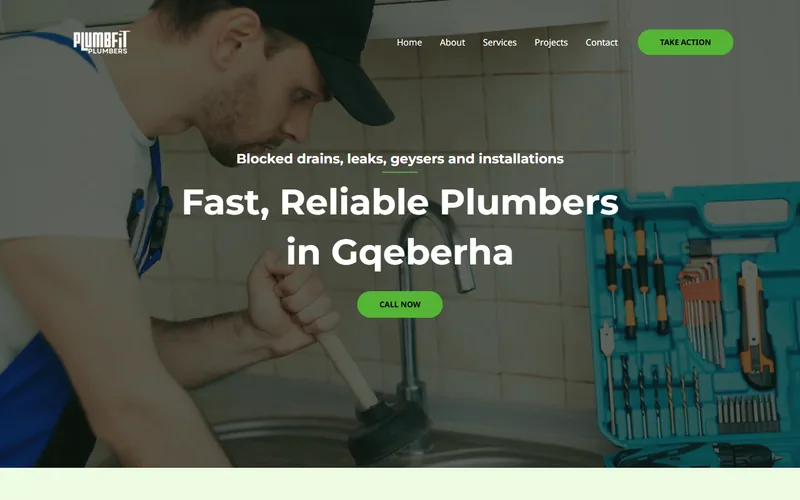 PLUMBFIT
PLUMBERS
Home
About
Services
Projects
Contact
TAKE ACTION
Blocked drains, leaks, geysers and installations
Fast, Reliable Plumbers
in Gqeberha
CALL NOW